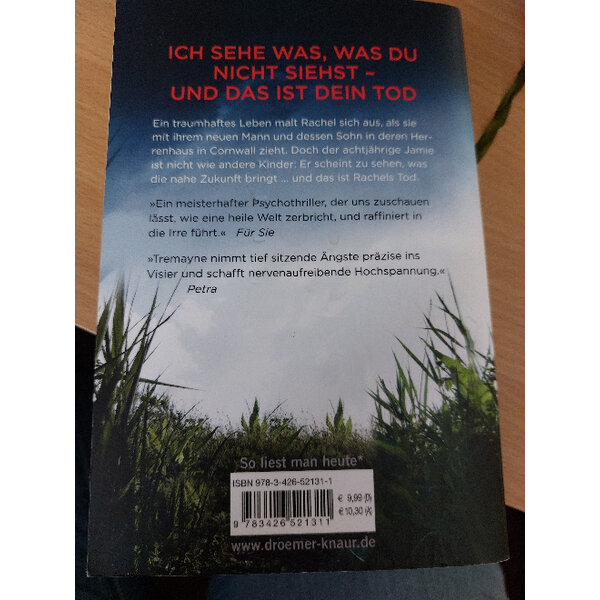 ICH SEHE WAS, WAS DU
NICHT SIEHST –
UND DAS IST DEIN TOD
Ein traumhaftes Leben malt Rachel sich aus, als sie
mit ihrem neuen Mann und dessen Sohn in deren Her-
renhaus in Cornwall zieht. Doch der achtjährige Jamie
ist nicht wie andere Kinder: Er scheint zu sehen, was
die nahe Zukunft bringt ... und das ist Rachels Tod.
»Ein meisterhafter Psychothriller, der uns zuschauen
lässt, wie eine heile Welt zerbricht, und raffiniert in
die Irre führt.« Für Sie
»Tremayne nimmt tief sitzende Ängste präzise ins
Visier und schafft nervenaufreibende Hochspannung.«
Petra
So liest man heute*
ISBN 978-3-426-52131-1
€ 9,99 (D)
€ 10,30 (A)
9 783426 521311
www.droemer-knaur.de